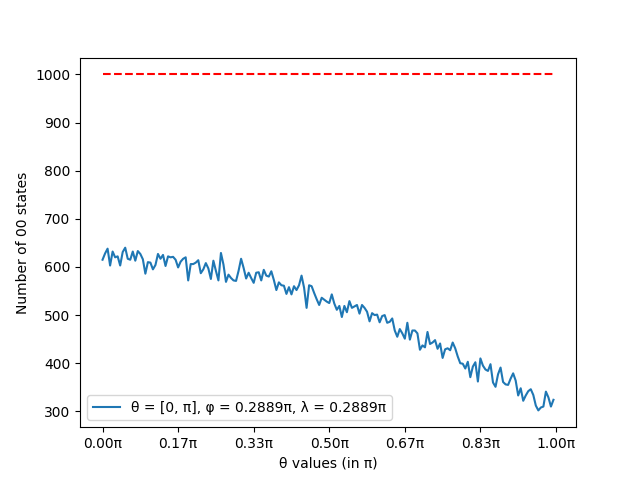 1000
900
800
700
600
500
400
300
Number of 00 states
θ = [0, π], φ = 0.2889π, λ = 0.2889π
0.00π 0.17π 0.33π 0.50π 0.67π 0.83π 1.00π
θ values (in π)